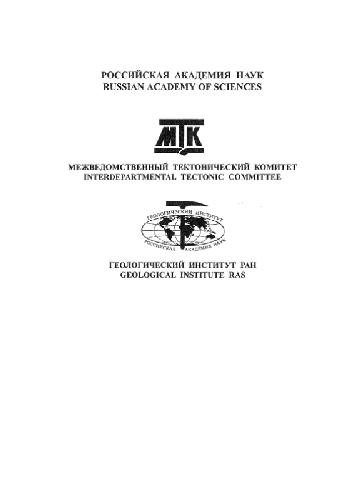 РОССИЙСКАЯ АКАДЕМИЯ НАУК
RUSSIAN ACADEMY OF SCIENCES
МТК
МЕЖВЕДОМСТВЕННЫЙ ТЕКТОНИЧЕСКИЙ КОМИТЕТ
INTERDEPARTMENTAL TECTONIC COMMITTEE
ГЕОЛОГИЧЕСКИЙ ИНСТИТУТ
РОССИЙСКАЯ АКАДЕМИЯ НАУК
ГЕОЛОГИЧЕСКИЙ ИНСТИТУТ РАН
GEOLOGICAL INSTITUTE RAS